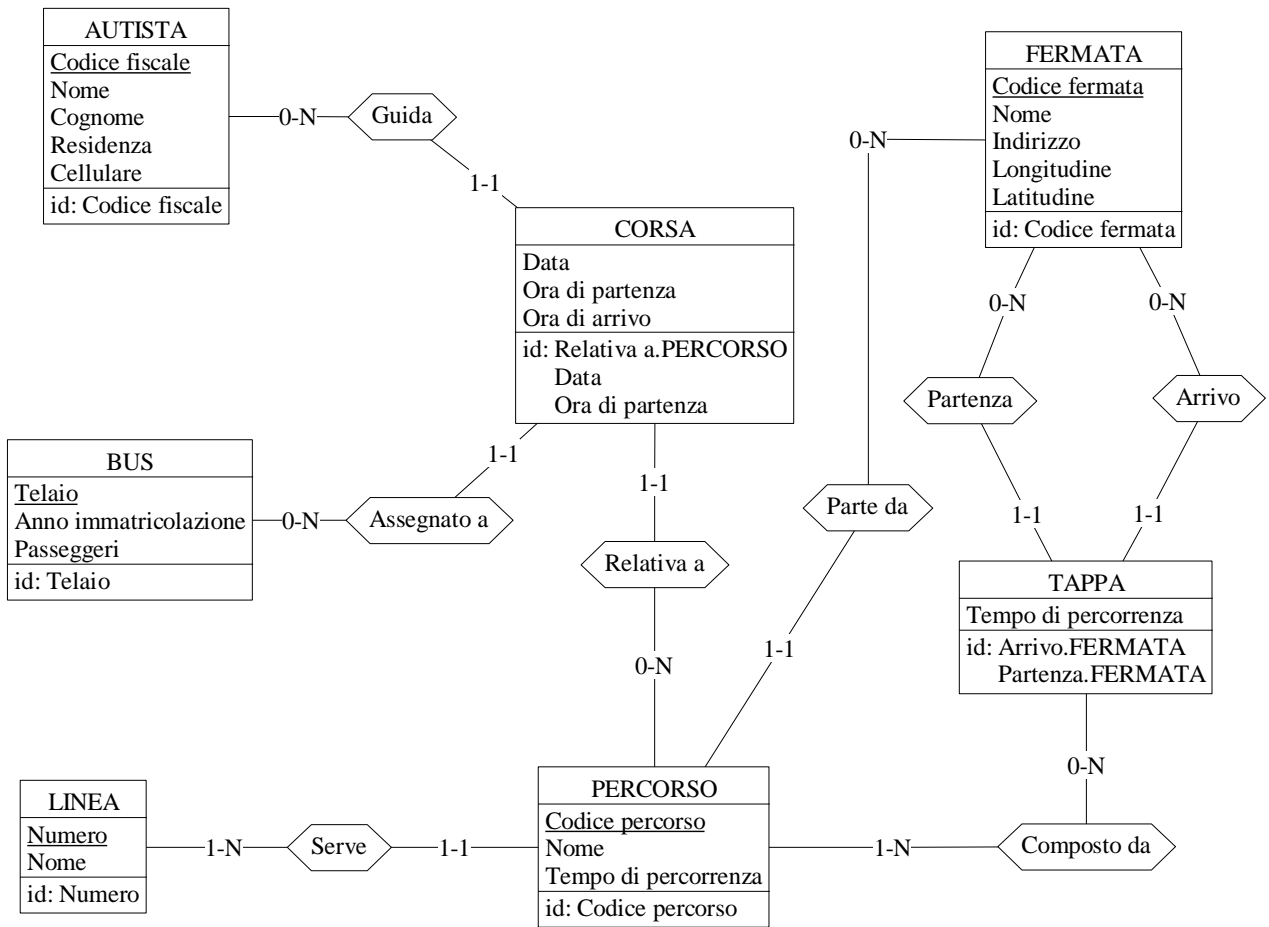 AUTISTA
Codice fiscale
Nome
Cognome
Residenza
Cellulare
id: Codice fiscale
0-N
Guida
1-1
FERMATA
Codice fermata
Nome
Indirizzo
Longitudine
Latitudine
id: Codice fermata
0-N
CORSA
Data
Ora di partenza
Ora di arrivo
id: Relativa a.PERCORSO
Data
Ora di partenza
0-N
0-N
Partenza
Arrivo
BUS
Telaio
Anno immatricolazione
Passeggeri
id: Telaio
0-N
Assegnato a
1-1
1-1
Relativa a
0-N
Parte da
1-1
1-1
1-1
TAPPA
Tempo di percorrenza
id: Arrivo.FERMATA
Partenza.FERMATA
0-N
LINEA
Numero
Nome
id: Numero
1-N
Serve
1-1
PERCORSO
Codice percorso
Nome
Tempo di percorrenza
id: Codice percorso
1-N
Composto da